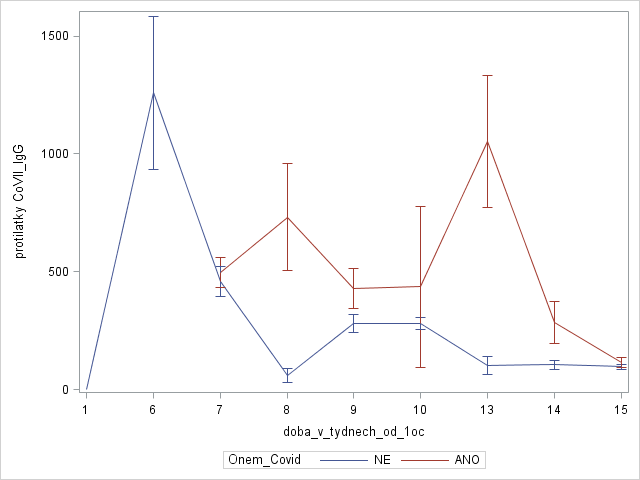 protilatky CoVII_IgG
1500
1000
500
0
1 6 7 8 9 10 13 14 15
doba_v_tydnech_od_1oc
Onem_Covid NE ANO